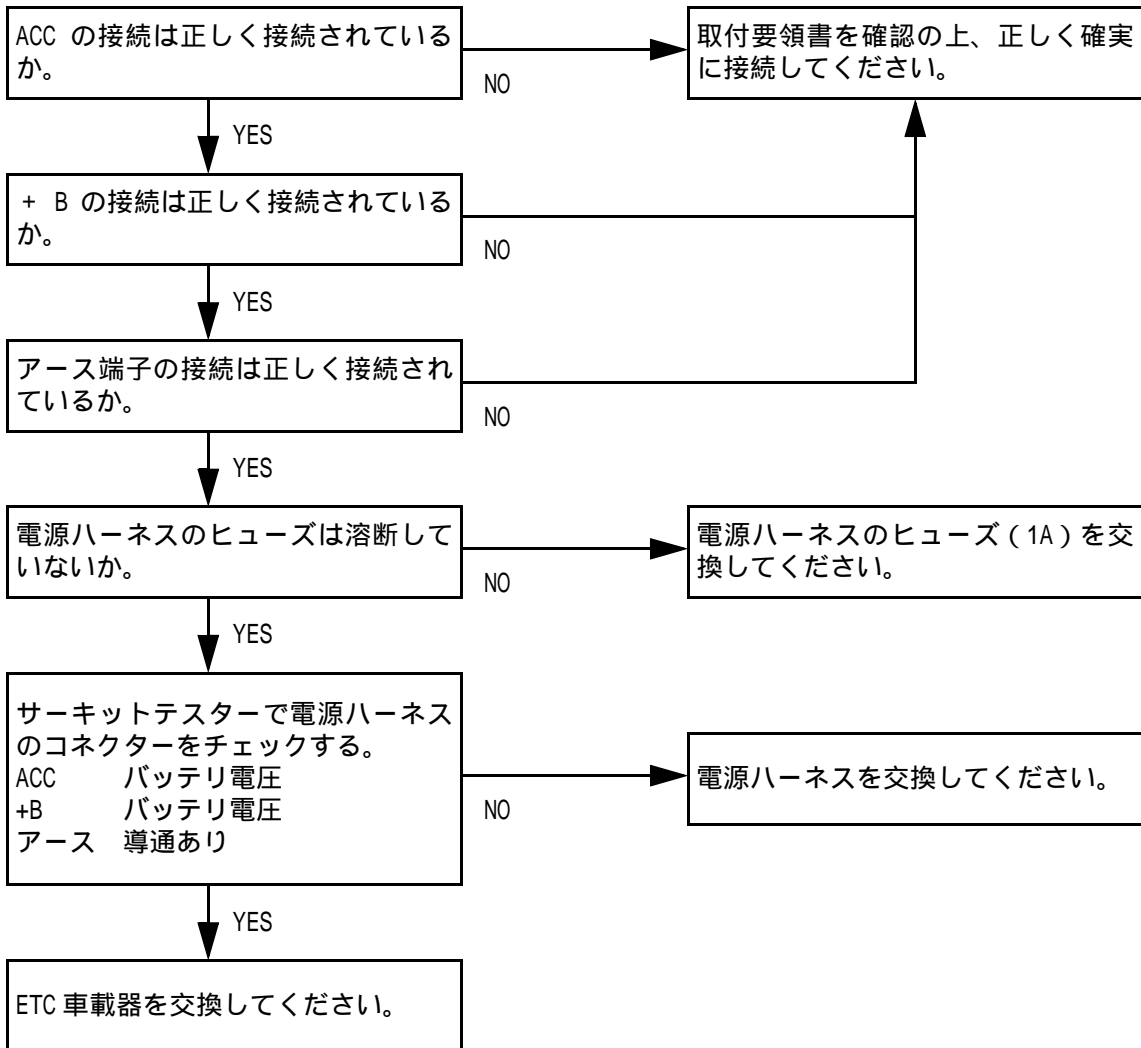 ACC の接続は正しく接続されている
か。
NO
取付要領書を確認の上、正しく確実
に接続してください。
YES
+ B の接続は正しく接続されている
か。
NO
YES
アース端子の接続は正しく接続され
ているか。
NO
YES
電源ハーネスのヒューズは溶断して
いないか。
NO
電源ハーネスのヒューズ(1A)を交
換してください。
YES
サーキットテスターで電源ハーネス
のコネクターをチェックする。
ACC バッテリ電圧
+B バッテリ電圧
アース 導通あり
NO
電源ハーネスを交換してください。
YES
ETC 車載器を交換してください。